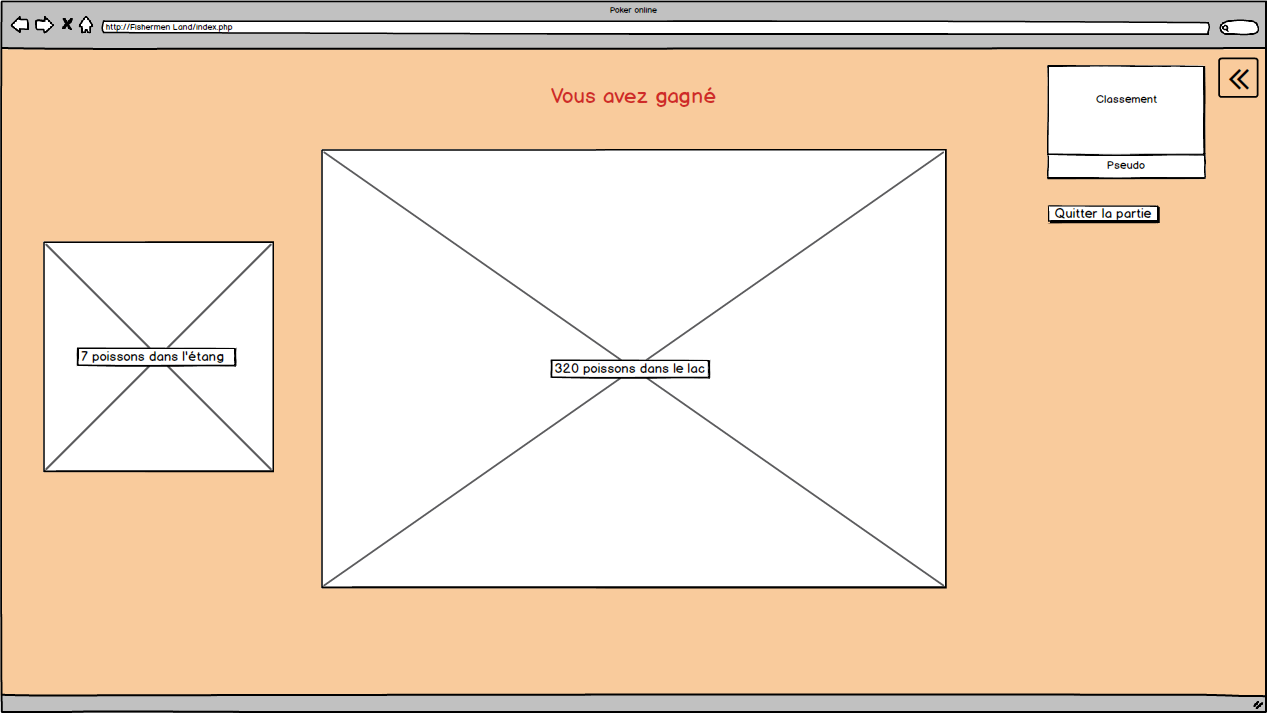 Poker online
http://Fishermen Land/index.php
Vous avez gagné
Classement
Pseudo
Quitter la partie
7 poissons dans l'étang
320 poissons dans le lac